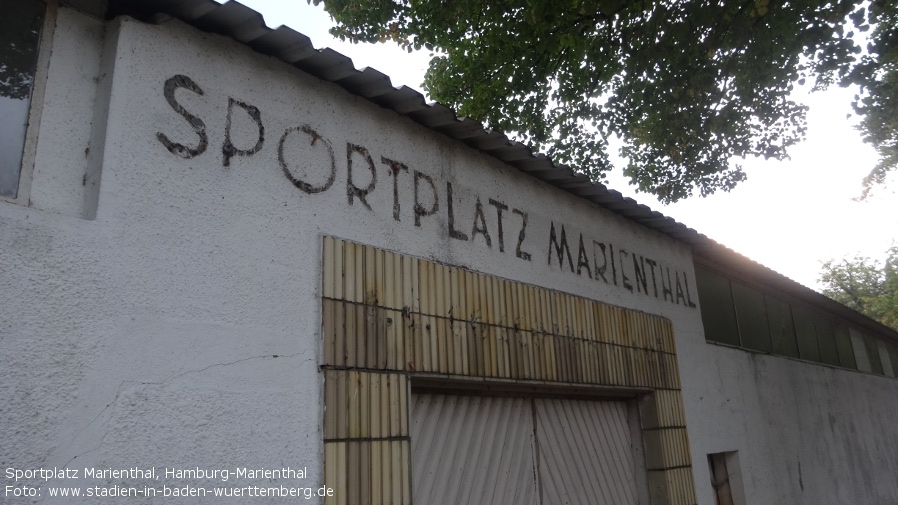 SPORTPLATZ MARIENTHAL
Sportplatz Marienthal, Hamburg-Marienthal
Foto: www.stadien-in-baden-wuerttemberg.de